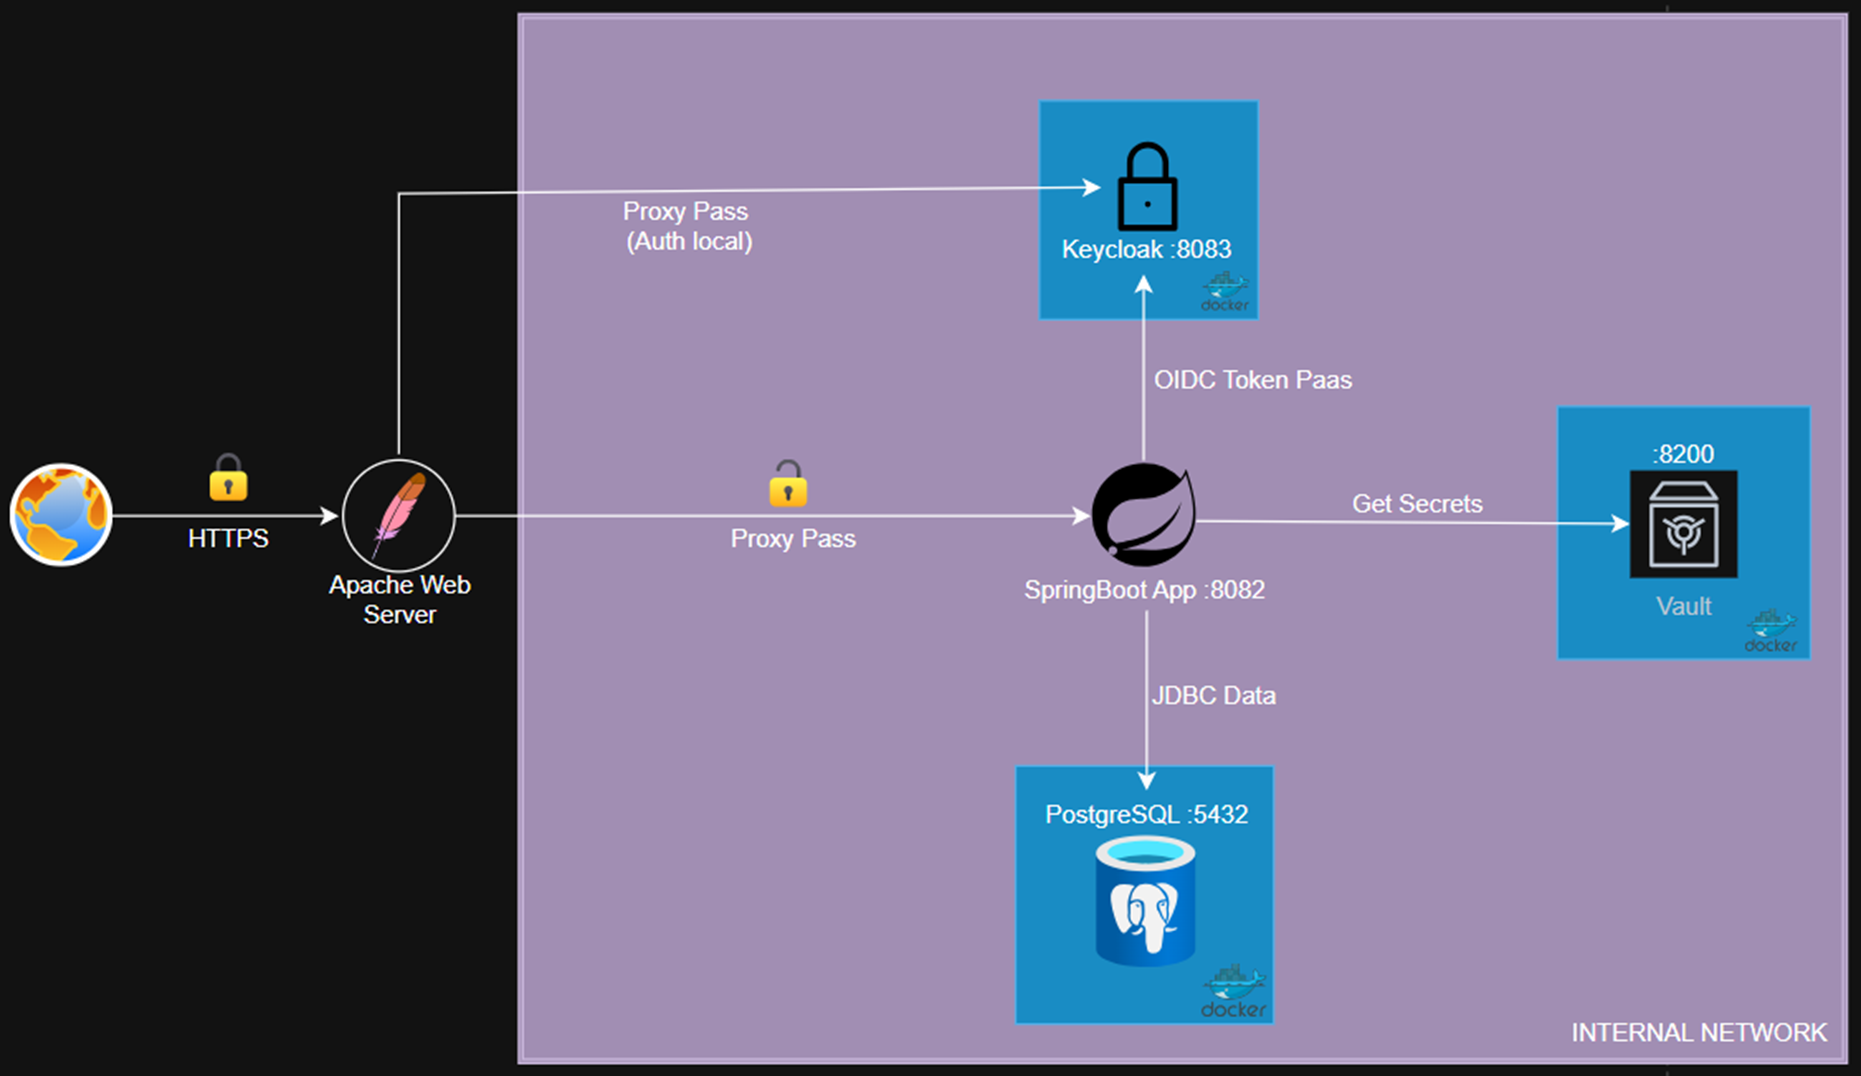 Proxy Pass
(Auth local)
Keycloak :8083
docker
OIDC Token Paas
HTTPS
Apache Web
Server
Proxy Pass
SpringBoot App :8082
Get Secrets
:8200
Vault
docker
JDBC Data
PostgreSQL :5432
docker
INTERNAL NETWORK